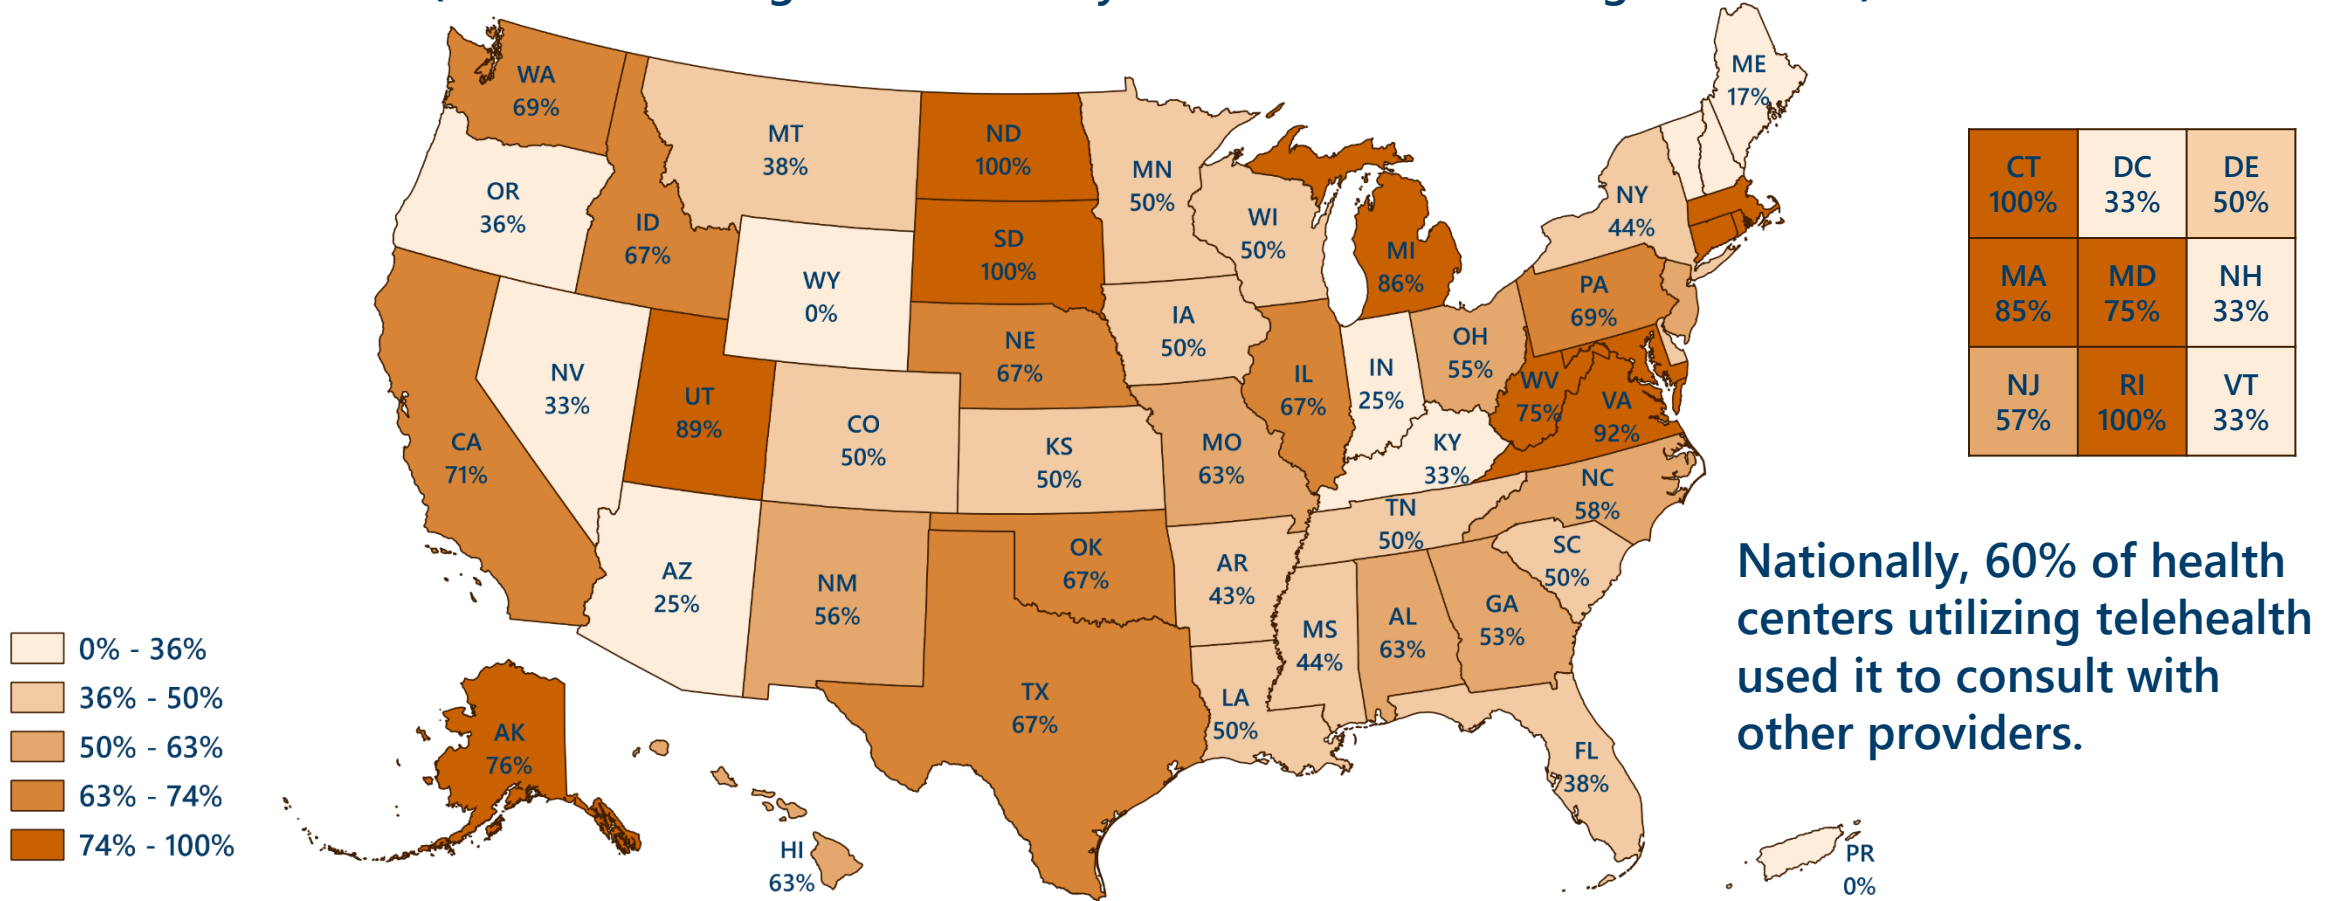 WA
69%
OR
36%
CA
71%
ID
67%
NV
33%
MT
38%
WY
0%
UT
89%
AZ
25%
CO
50%
NM
56%
ND
100%
SD
100%
NE
67%
KS
50%
OK
67%
TX
67%
MN
50%
IA
50%
MO
63%
AR
43%
LA
50%
WI
50%
IL
67%
MI
86%
IN
25%
OH
55%
KY
33%
TN
50%
MS
44%
AL
63%
GA
53%
FL
38%
SC
50%
NC
58%
VA
92%
WV
75%
PA
69%
NY
44%
ME
17%
AK
76%
HI
63%
PR
0%
CT DC DE
100% 33% 50%
MA MD NH
85% 75% 33%
NJ RI VT
57% 100% 33%
Nationally, 60% of health
centers utilizing telehealth
used it to consult with
other providers.
0% - 36%
36% - 50%
50% - 63%
63% - 74%
74% - 100%